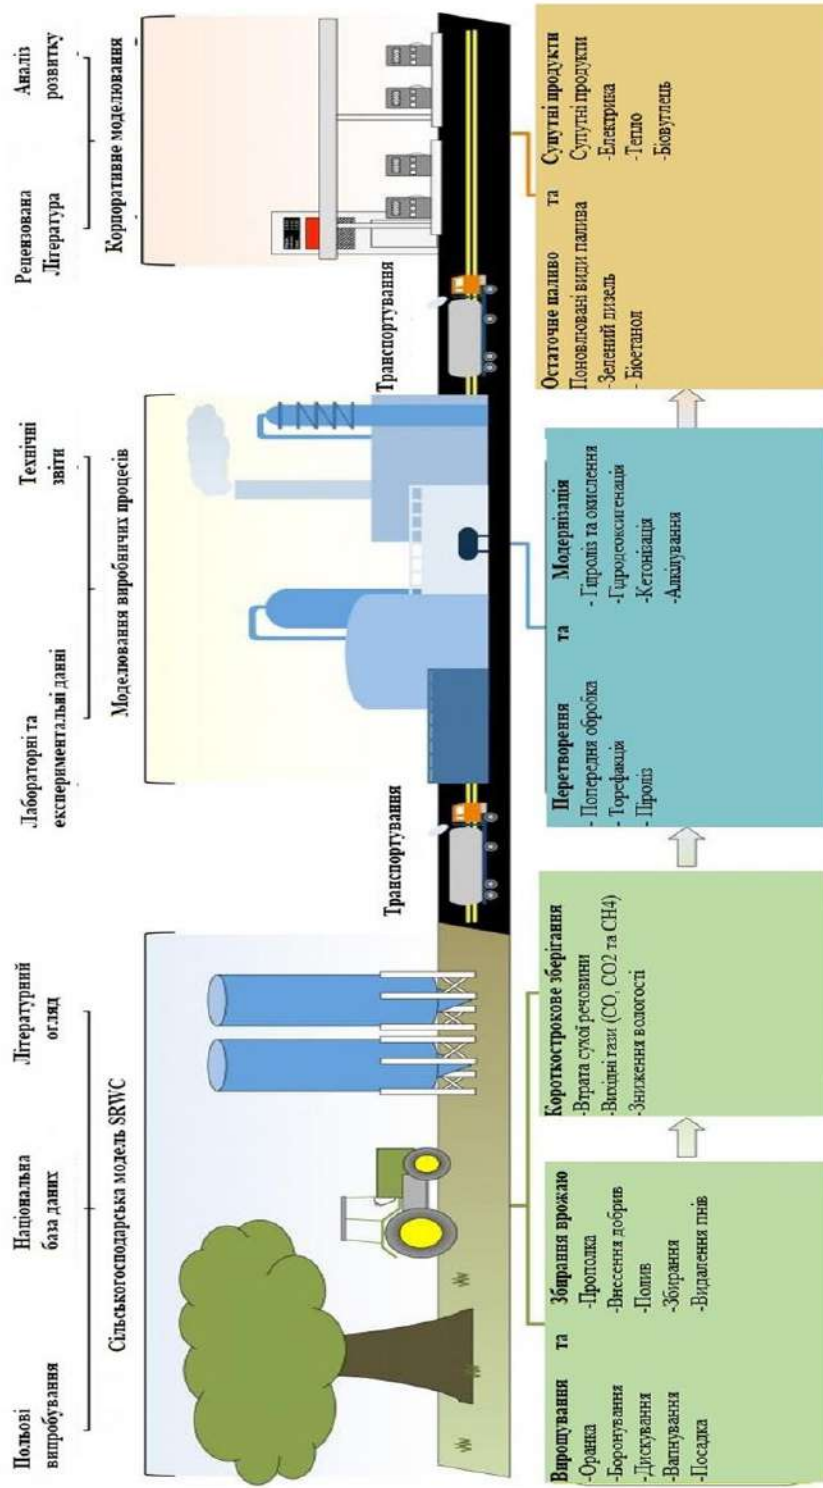 Польові
випробування
Національна
база даних
Літературний
огляд
Лабораторні та
експериментальні данні
Технічні
звіти
Рецензована
Література
Аналіз
розвитку
Сільськогосподарська модель SRWC
Моделювання виробничих процесів
Корпоративне моделювання
Транспортування
Транспортування
Вирощування та Збирання врожаю
-Оранка
-Боронування
-Дискування
-Вапнування
-Посадка
-Прополка
-Внесення добрив
-Полив
-Збирання
-Видалення пнів
Короткострокове зберігання
-Втрата сухої речовини
-Вихідні гази (CO, CO2 та CH4)
-Зниження вологості
Перетворення та Модернізація
- Попередня обробка
- Торефакція
- Піроліз
- Гідроліз та окислення
-Гідродеоксигенація
-Кетонізація
-Алкілування
Остаточне паливо та Супутні продукти
Поновлювані види палива
-Зелений дизель
- Біоетанол
Супутні продукти
-Електрика
-Тепло
-Біовуглець